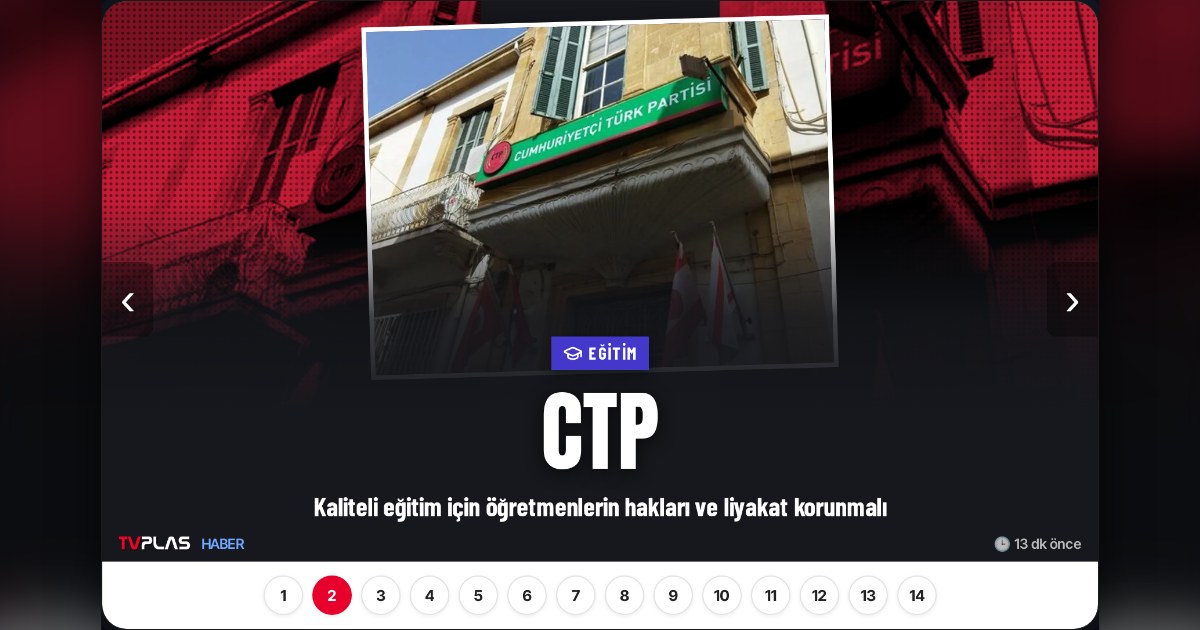 CUMHURİYETÇİ TÜRK PARTİSİ
CTP
EĞİTİM
CTP
Kaliteli eğitim için öğretmenlerin hakları ve liyakat korunmalı
TVPLAS HABER
13 dk önce
1 2 3 4 5 6 7 8 9 10 11 12 13 14